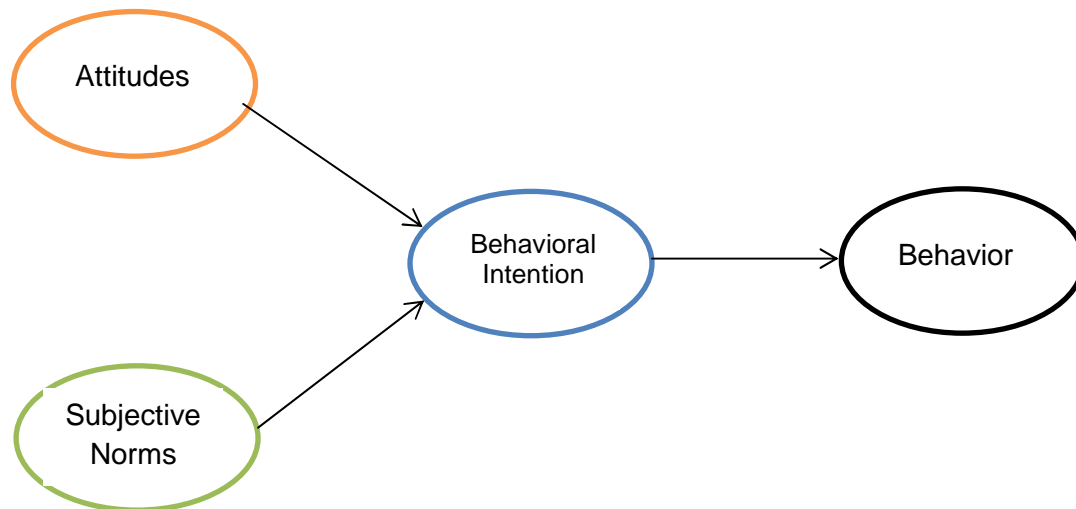 Attitudes
Behavioral
Intention
Behavior
Subjective
Norms